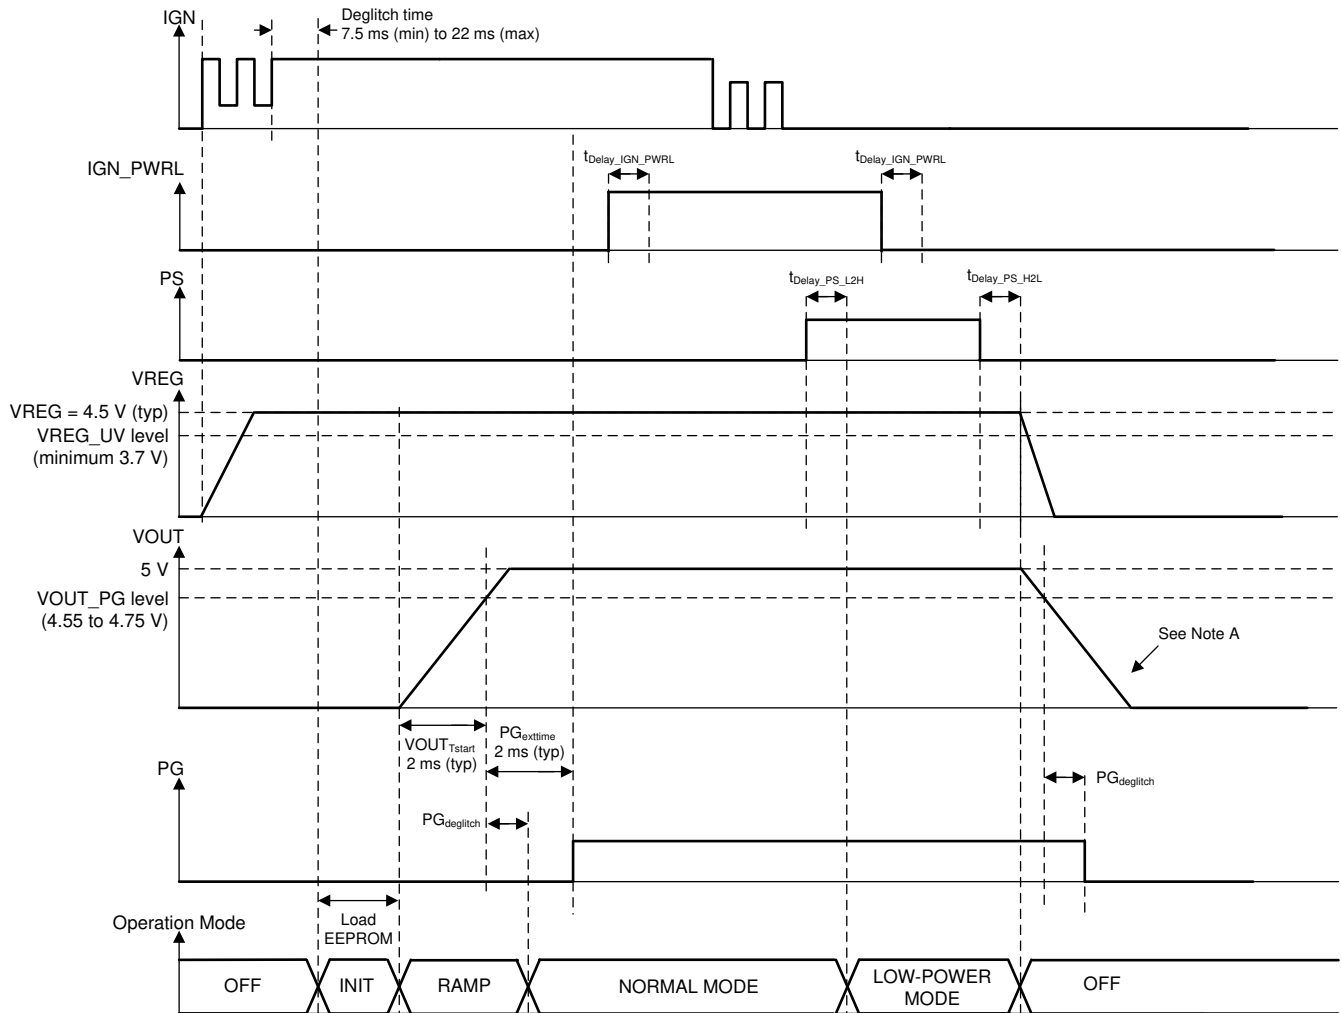 IGN
Deglitch time
7.5 ms (min) to 22 ms (max)
IGN_PWRL
tDelay_IGN_PWRL
tDelay_IGN_PWRL
PS
tDelay_PS_L2H
tDelay_PS_H2L
VREG
VREG = 4.5 V (typ)
VREG_UV level
(minimum 3.7 V)
VOUT
5 V
VOUT_PG level
(4.55 to 4.75 V)
See Note A
VOUTTstart
2 ms (typ)
PGexttime
2 ms (typ)
PG
PGdeglitch
PGdeglitch
Load
EEPROM
Operation Mode
OFF
INIT
RAMP
NORMAL MODE
LOW-POWER
MODE
OFF